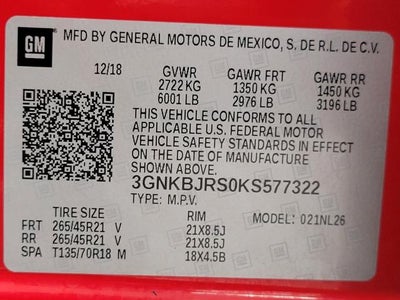 GM MFD BY GENERAL MOTORS DE MEXICO, S. DE R.L. DE C.V.
12/18 GVWR GAWR FRT GAWR RR
2722 KG 1350 KG 1450 KG
6001 LB 2976 LB 3196 LB
THIS VEHICLE CONFORMS TO ALL
APPLICABLE U.S. FEDERAL MOTOR
VEHICLE SAFETY STANDARDS IN EFFECT
ON THE DATE OF MANUFACTURE
SHOWN ABOVE.
3GNKBJRS0KS577322
TYPE: M.P.V.
TIRE SIZE RIM MODEL: 021NL26
FRT 265/45R21 V 21X8.5J
RR 265/45R21 V 21X8.5J
SPA T135/70R18 M 18X4.5B